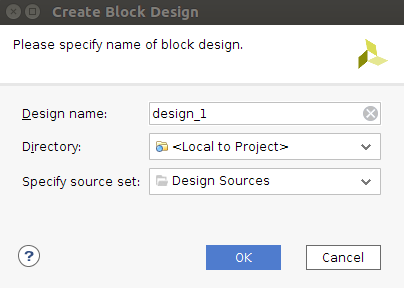 Create Block Design
Please specify name of block design.
Design name: design_1
Directory: <Local to Project>
Specify source set: Design Sources
? OK Cancel